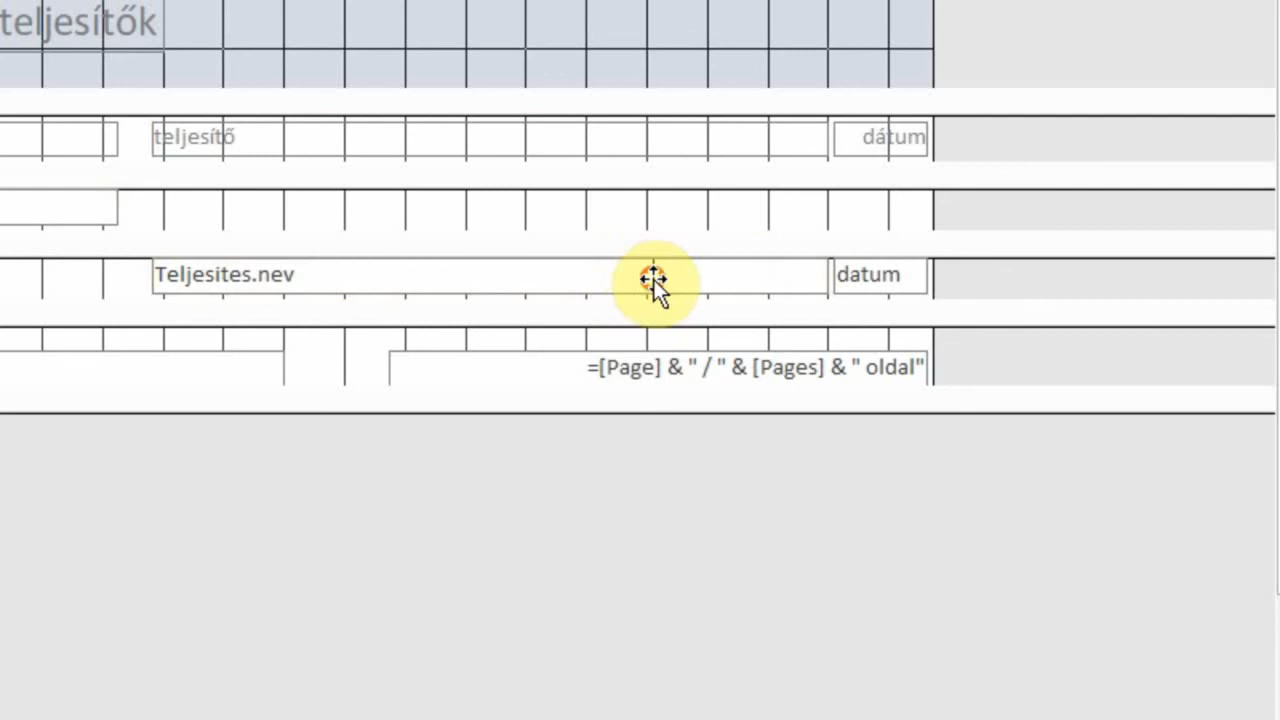 teljesítők
teljesítő dátum
Teljesites.nev datum
=[Page] & " / " & [Pages] & " oldal"